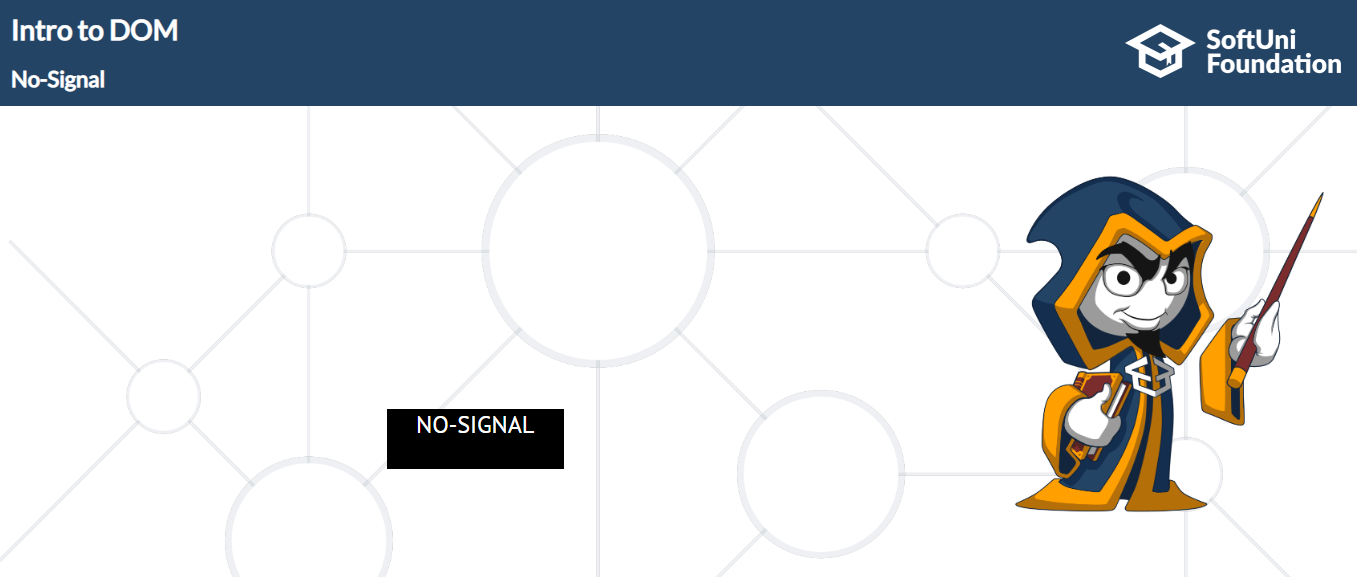 Intro to DOM
No-Signal
SoftUni
Foundation
NO-SIGNAL